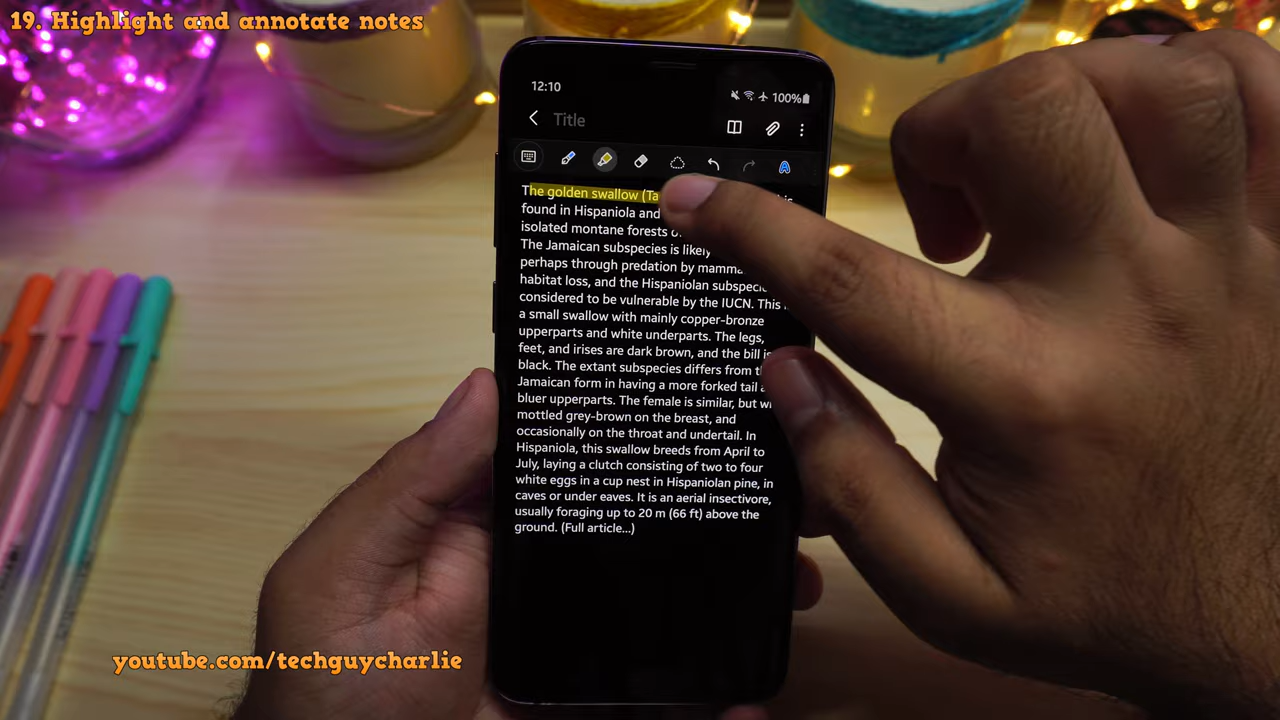 19. Highlight and annotate notes
12:10
100%
Title
The golden swallow (Ta
found in Hispaniola and
isolated montane forests
The Jamaican subspecies is likely
perhaps through predation by
habitat loss, and the Hispaniolan
considered to be vulnerable by the IUCN. This
a small swallow with mainly copper-bronze
upperparts and white underparts. The legs,
feet, and irises are dark brown, and the bill is
black. The extant subspecies differs from
Jamaican form in having a more forked tail
bluer upperparts. The female is similar, but
mottled grey-brown on the breast, and
occasionally on the throat and undertail. In
Hispaniola, this swallow breeds from April to
July, laying a clutch consisting of two to four
white eggs in a cup nest in Hispaniolan pine, in
caves or under eaves. It is an aerial insectivore,
usually foraging up to 20 m (66 ft) above the
ground. (Full article...)
youtube.com/techguycharlie